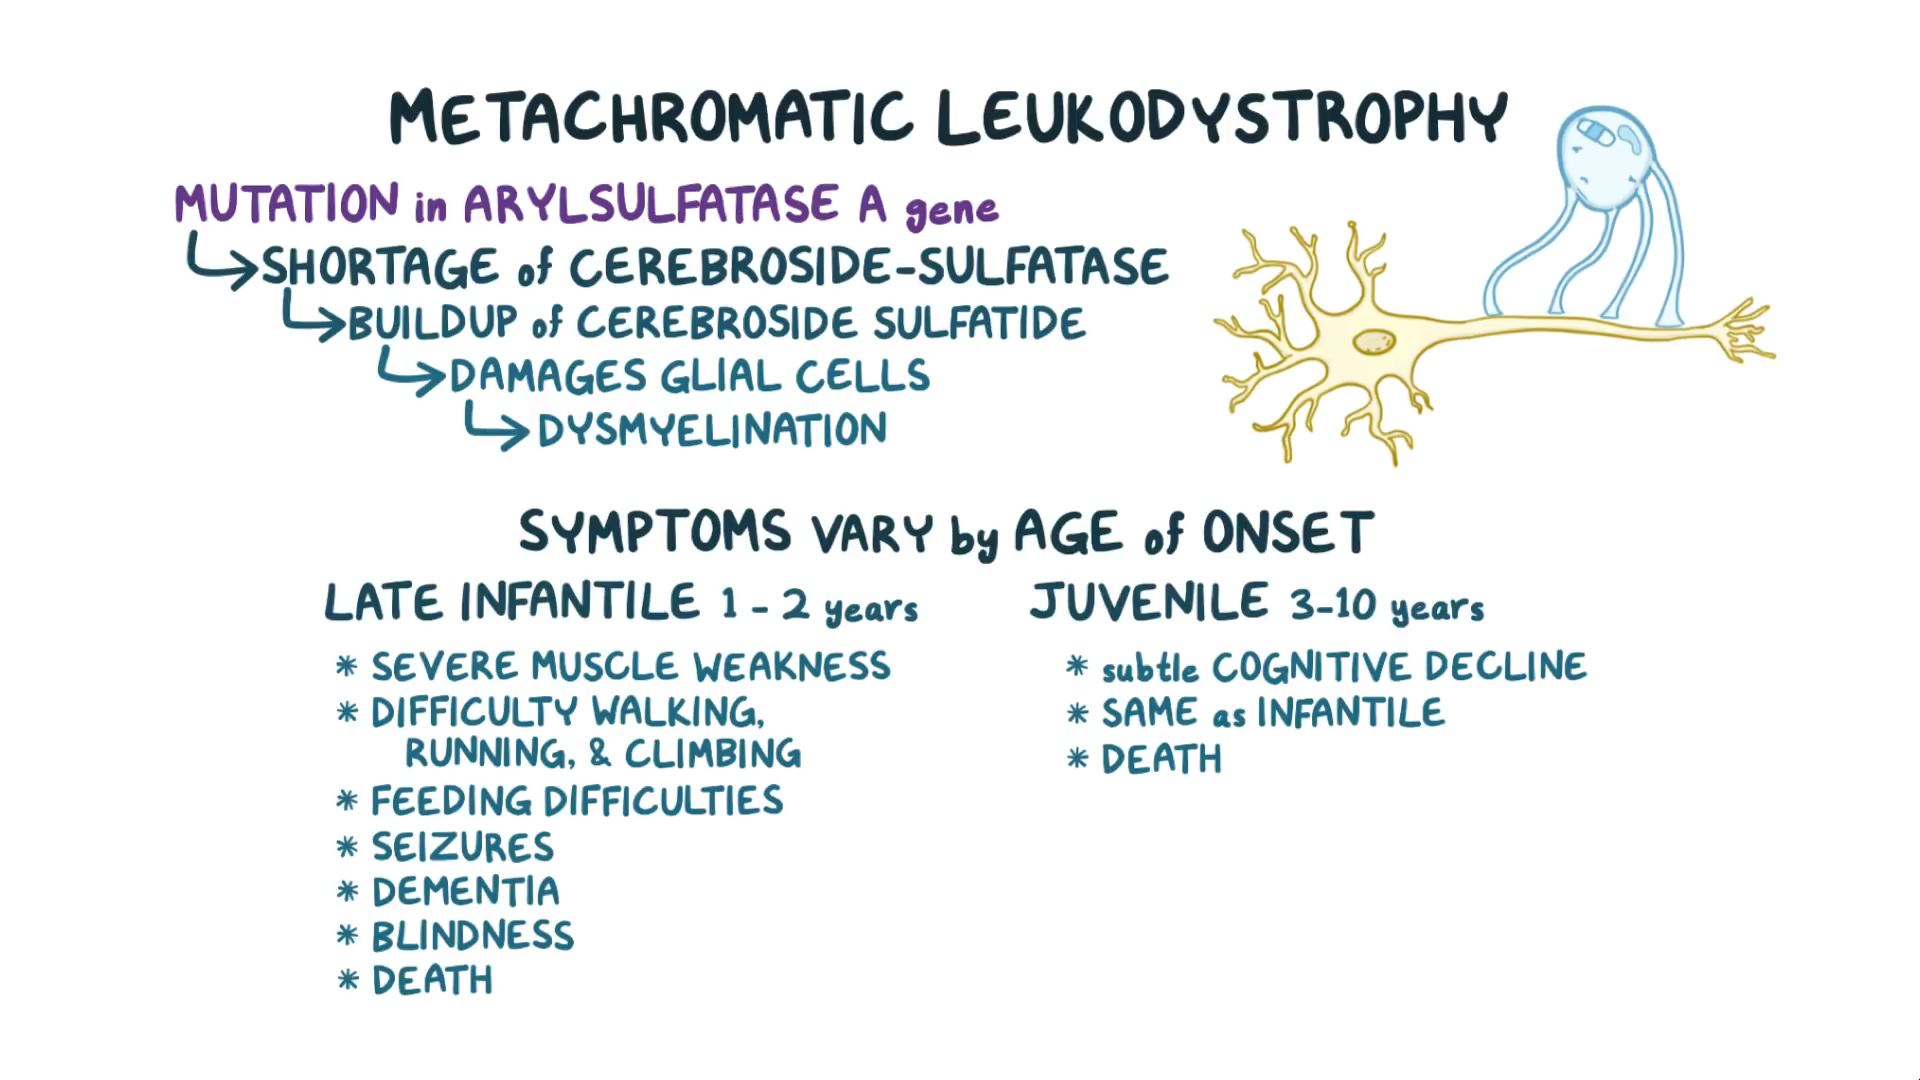 METACHROMATIC LEUKODYSTROPHY
MUTATION in ARYLSULFATASE A gene
SHORTAGE of CEREBROSIDE-SULFATASE
BUILDUP of CEREBROSIDE SULFATIDE
DAMAGES GLIAL CELLS
DYSMYELINATION
SYMPTOMS VARY by AGE of ONSET
LATE INFANTILE 1 - 2 years
* SEVERE MUSCLE WEAKNESS
* DIFFICULTY WALKING,
RUNNING, & CLIMBING
* FEEDING DIFFICULTIES
* SEIZURES
* DEMENTIA
* BLINDNESS
* DEATH
JUVENILE 3-10 years
* subtle COGNITIVE DECLINE
* SAME as INFANTILE
* DEATH